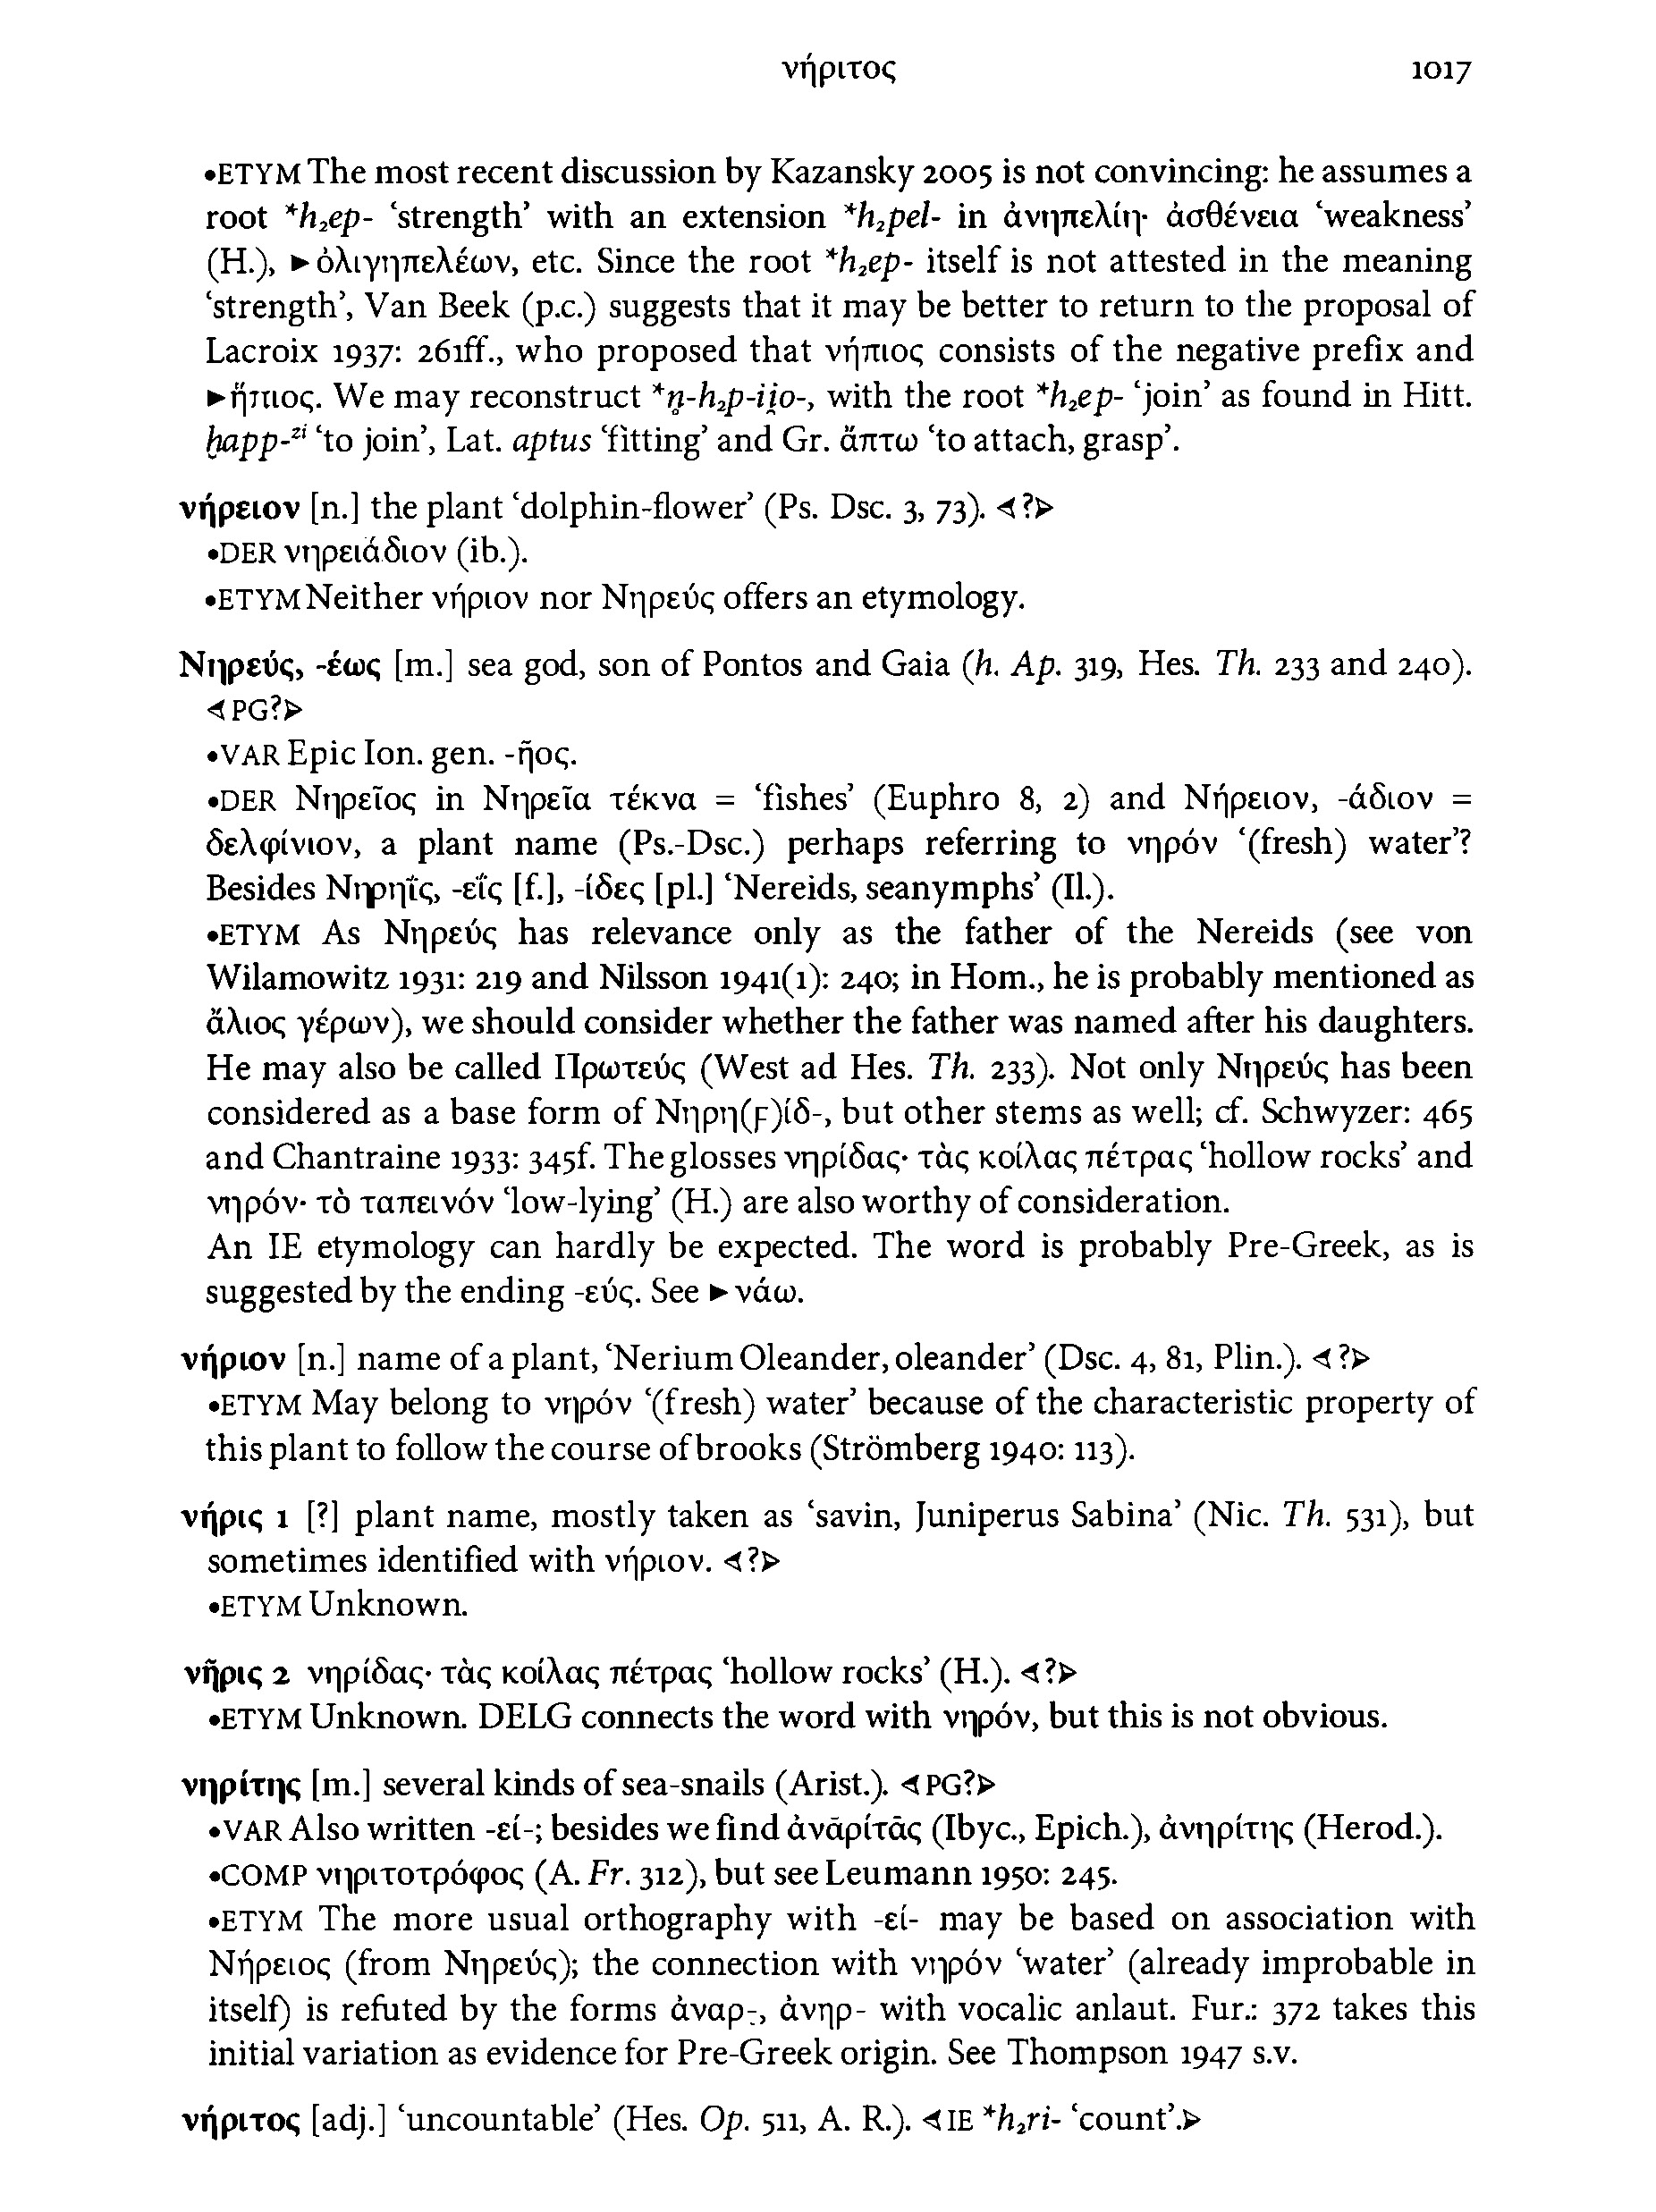 νήριτος 1017
•ETYM The most recent discussion by Kazansky 2005 is not convincing: he assumes a
root *h₂ep- ‘strength’ with an extension *h₂pel- in ἀνηπελίη· ἀσθένεια ‘weakness’
(H.), ►ὀλιγηπελέων, etc. Since the root *h₂ep- itself is not attested in the meaning
‘strength’, Van Beek (p.c.) suggests that it may be better to return to the proposal of
Lacroix 1937: 261ff., who proposed that νήπιος consists of the negative prefix and
►ἤπιος. We may reconstruct *n̥-h₂p-ii̯o-, with the root *h₂ep- ‘join’ as found in Hitt.
ḫapp-ᶻⁱ ‘to join’, Lat. aptus ‘fitting’ and Gr. ἅπτω ‘to attach, grasp’.
νήρειον [n.] the plant ‘dolphin-flower’ (Ps. Dsc. 3, 73). ⊲?⊳
•DER νηρειάδιον (ib.).
•ETYM Neither νήριον nor Νηρεύς offers an etymology.
Νηρεύς, -έως [m.] sea god, son of Pontos and Gaia (h. Ap. 319, Hes. Th. 233 and 240).
⊲PG?⊳
•VAR Epic Ion. gen. -ῆος.
•DER Νηρεῖος in Νηρεῖα τέκνα = ‘fishes’ (Euphro 8, 2) and Νήρειον, -άδιον =
δελφίνιον, a plant name (Ps.-Dsc.) perhaps referring to νηρόν ‘(fresh) water’?
Besides Νηρηΐς, -εΐς [f.], -ίδες [pl.] ‘Nereids, seanymphs’ (Il.).
•ETYM As Νηρεύς has relevance only as the father of the Nereids (see von
Wilamowitz 1931: 219 and Nilsson 1941(1): 240; in Hom., he is probably mentioned as
ἅλιος γέρων), we should consider whether the father was named after his daughters.
He may also be called Πρωτεύς (West ad Hes. Th. 233). Not only Νηρεύς has been
considered as a base form of Νηρη(ϝ)ίδ-, but other stems as well; cf. Schwyzer: 465
and Chantraine 1933: 345f. The glosses νηρίδας· τὰς κοίλας πέτρας ‘hollow rocks’ and
νηρόν· τὸ ταπεινόν ‘low-lying’ (H.) are also worthy of consideration.
An IE etymology can hardly be expected. The word is probably Pre-Greek, as is
suggested by the ending -εύς. See ►νάω.
νήριον [n.] name of a plant, ‘Nerium Oleander, oleander’ (Dsc. 4, 81, Plin.). ⊲?⊳
•ETYM May belong to νηρόν ‘(fresh) water’ because of the characteristic property of
this plant to follow the course of brooks (Strömberg 1940: 113).
νήρις 1 [?] plant name, mostly taken as ‘savin, Juniperus Sabina’ (Nic. Th. 531), but
sometimes identified with νήριον. ⊲?⊳
•ETYM Unknown.
νῆρις 2 νηρίδας· τὰς κοίλας πέτρας ‘hollow rocks’ (H.). ⊲?⊳
•ETYM Unknown. DELG connects the word with νηρόν, but this is not obvious.
νηρίτης [m.] several kinds of sea-snails (Arist.). ⊲PG?⊳
•VAR Also written -εί-; besides we find ἀνᾱρίτᾱς (Ibyc., Epich.), ἀνηρίτης (Herod.).
•COMP νηριτοτρόφος (A. Fr. 312), but see Leumann 1950: 245.
•ETYM The more usual orthography with -εί- may be based on association with
Νήρειος (from Νηρεύς); the connection with νηρόν ‘water’ (already improbable in
itself) is refuted by the forms ἀναρ-, ἀνηρ- with vocalic anlaut. Fur.: 372 takes this
initial variation as evidence for Pre-Greek origin. See Thompson 1947 s.v.
νήριτος [adj.] ‘uncountable’ (Hes. Op. 511, A. R.). ⊲IE *h₂ri- ‘count’.⊳